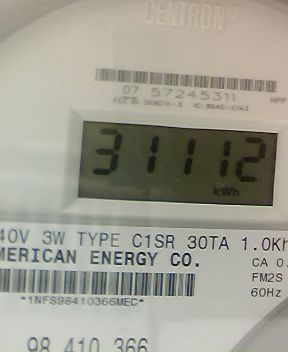 CENTRON®
07 57245311
31112
kWh
40V 3W TYPE C1SR 30TA 1.0Kh
MERICAN ENERGY CO.
CA 0.
FM2S
60Hz
*1NFS98410366MEC*
98 410 366